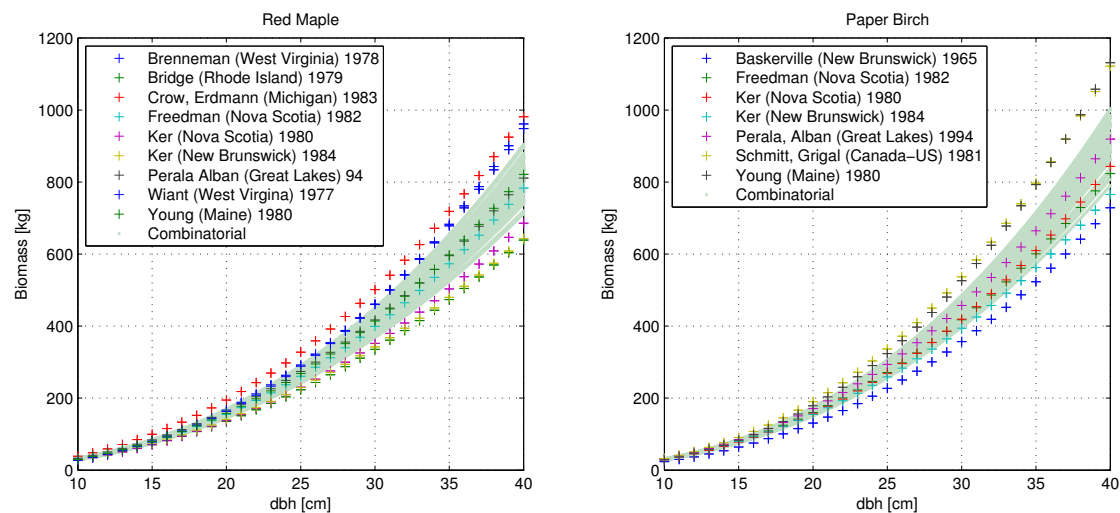 Red Maple
1200
1000
800
600
400
200
0
Biomass [kg]
Brenneman (West Virginia) 1978
Bridge (Rhode Island) 1979
Crow, Erdmann (Michigan) 1983
Freedman (Nova Scotia) 1982
Ker (Nova Scotia) 1980
Ker (New Brunswick) 1984
Perala Alban (Great Lakes) 94
Wiant (West Virgina) 1977
Young (Maine) 1980
Combinatorial
10 15 20 25 30 35 40
dbh [cm]
Paper Birch
1200
1000
800
600
400
200
0
Biomass [kg]
Baskerville (New Brunswick) 1965
Freedman (Nova Scotia) 1982
Ker (Nova Scotia) 1980
Ker (New Brunswick) 1984
Perala, Alban (Great Lakes) 1994
Schmitt, Grigal (Canada−US) 1981
Young (Maine) 1980
Combinatorial
10 15 20 25 30 35 40
dbh [cm]